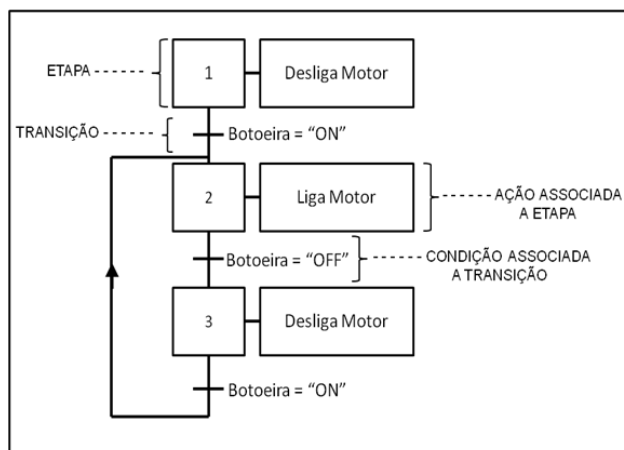 ETAPA
1
Desliga Motor
TRANSIÇÃO
Botoeira = “ON”
2
Liga Motor
AÇÃO ASSOCIADA
A ETAPA
Botoeira = “OFF”
CONDIÇÃO ASSOCIADA
A TRANSIÇÃO
3
Desliga Motor
Botoeira = “ON”